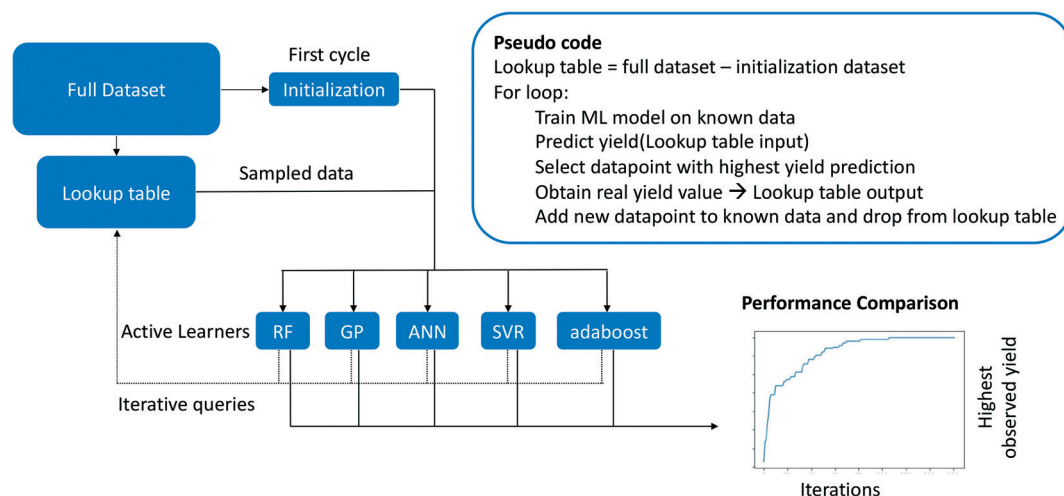 Full Dataset
First cycle
Initialization
Lookup table
Sampled data
Pseudo code
Lookup table = full dataset – initialization dataset
For loop:
Train ML model on known data
Predict yield(Lookup table input)
Select datapoint with highest yield prediction
Obtain real yield value → Lookup table output
Add new datapoint to known data and drop from lookup table
Active Learners
RF
GP
ANN
SVR
adaboost
Iterative queries
Performance Comparison
Highest
observed yield
Iterations